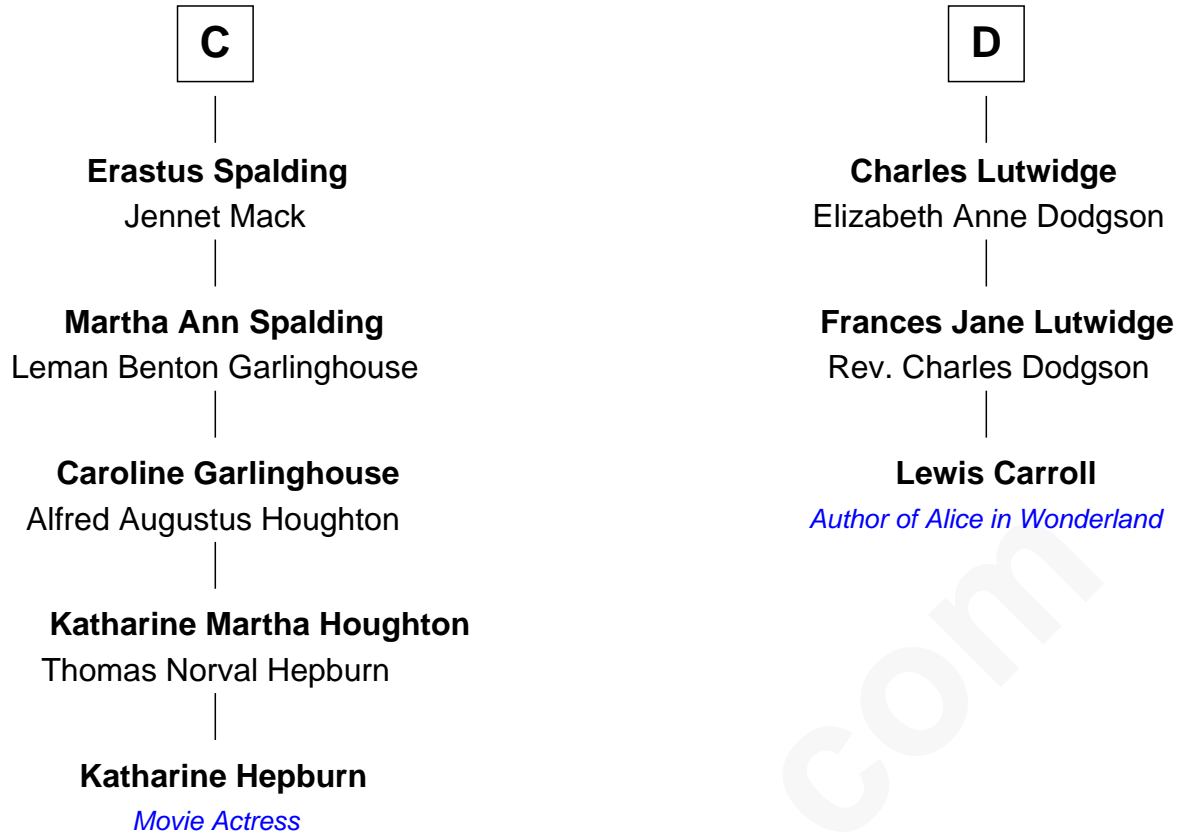 C
Erastus Spalding
Jennet Mack
Martha Ann Spalding
Leman Benton Garlinghouse
Caroline Garlinghouse
Alfred Augustus Houghton
Katharine Martha Houghton
Thomas Norval Hepburn
Katharine Hepburn
Movie Actress
D
Charles Lutwidge
Elizabeth Anne Dodgson
Frances Jane Lutwidge
Rev. Charles Dodgson
Lewis Carroll
Author of Alice in Wonderland
com